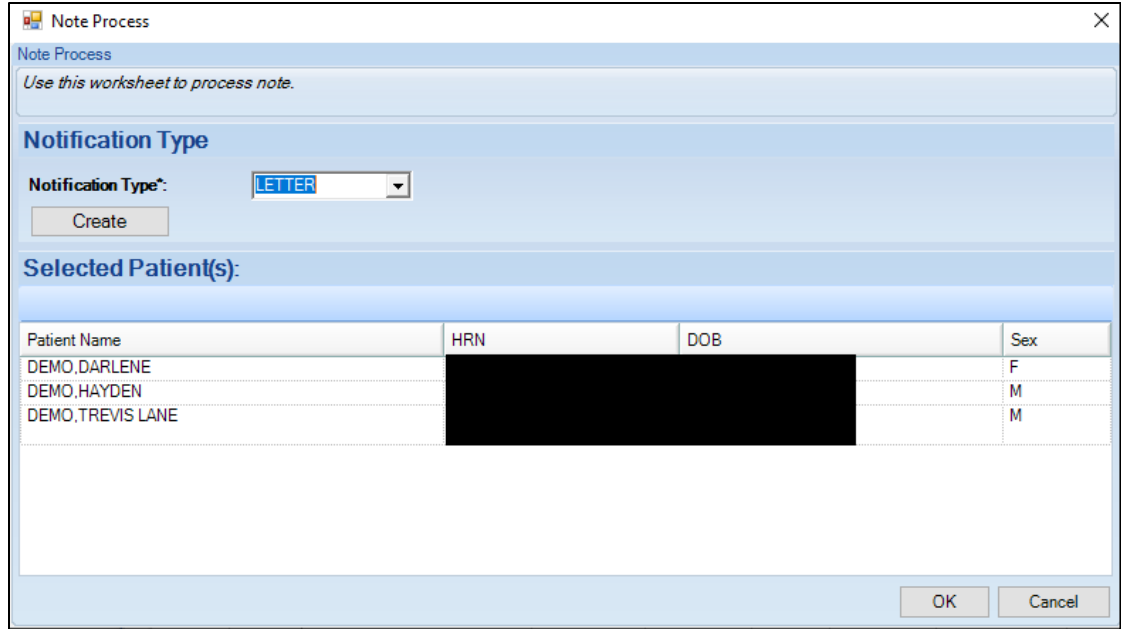 Note Process
Note Process
Use this worksheet to process note.
Notification Type
Notification Type*: LETTER
Create
Selected Patient(s):
Patient Name HRN DOB Sex
DEMO,DARLENE F
DEMO,HAYDEN M
DEMO,TREVIS LANE M
OK Cancel